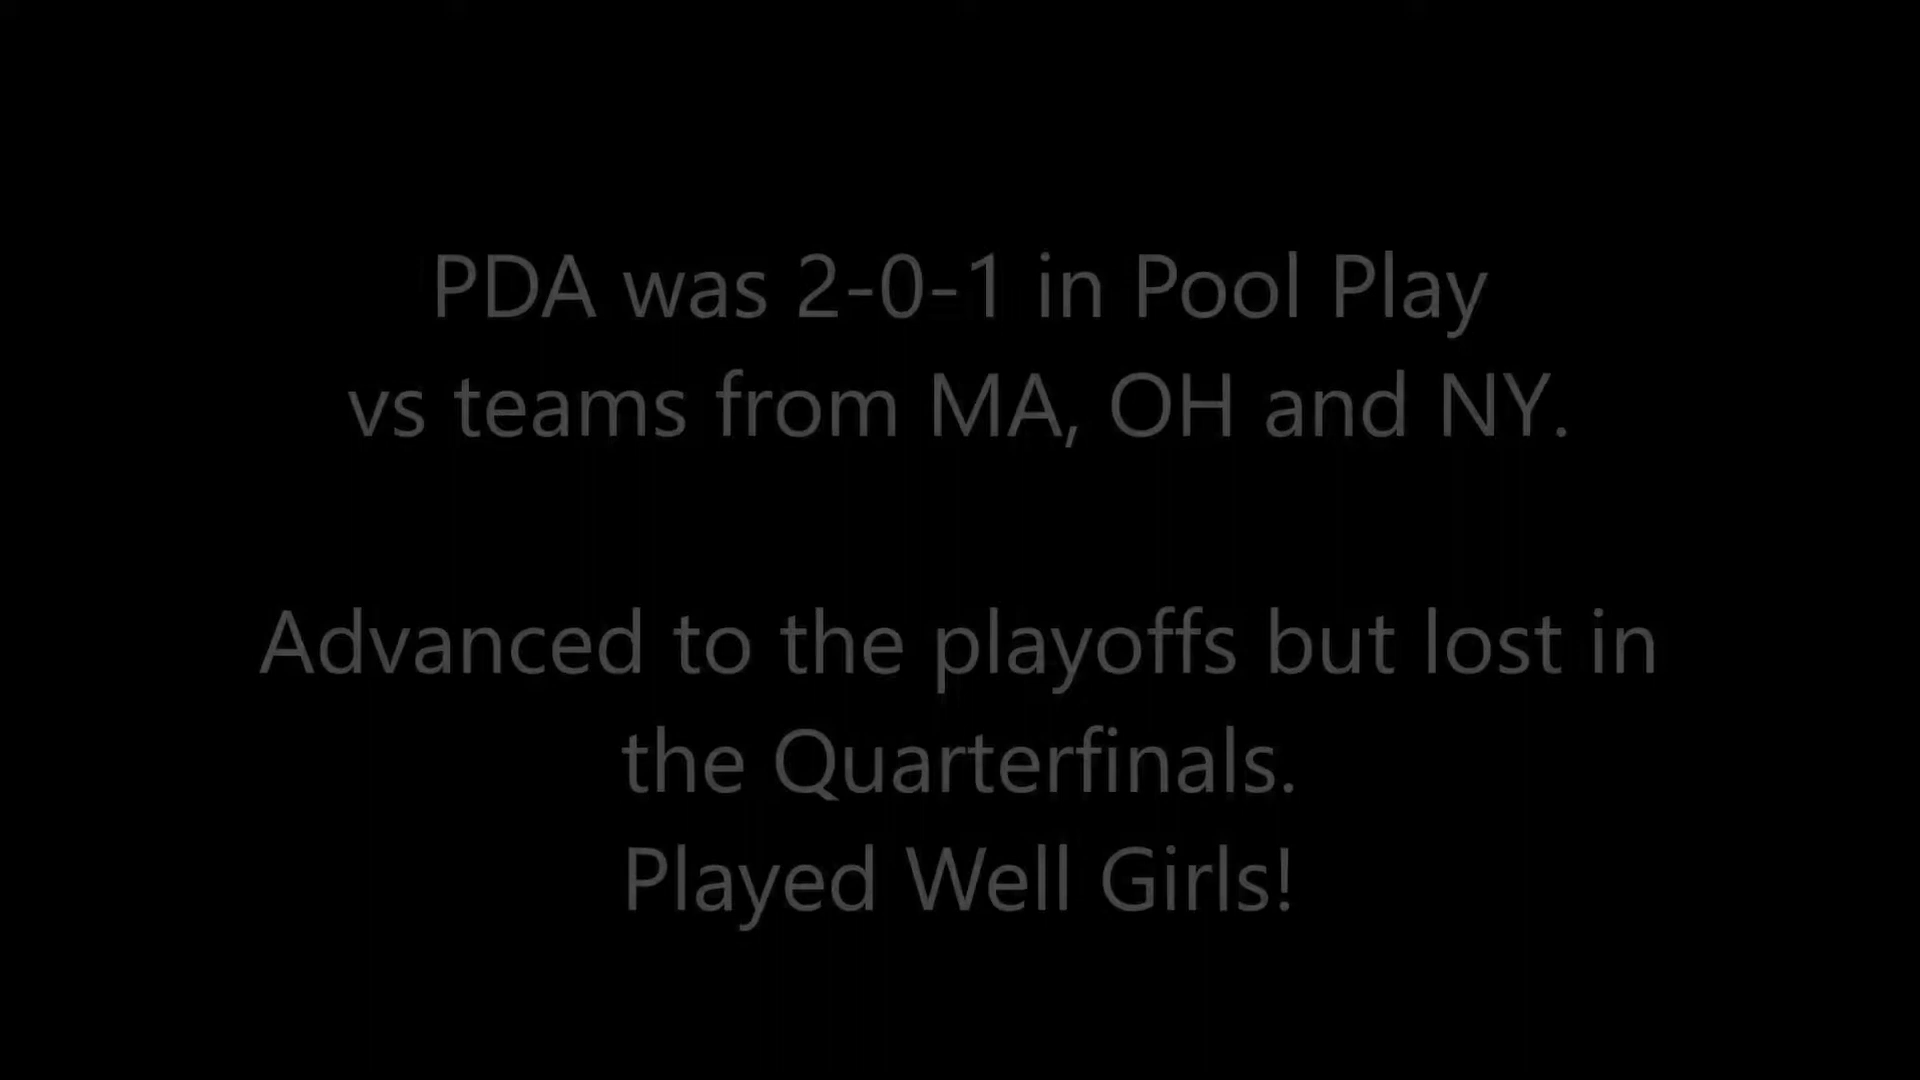 PDA was 2-0-1 in Pool Play
vs teams from MA, OH and NY.
Advanced to the playoffs but lost in
the Quarterfinals.
Played Well Girls!